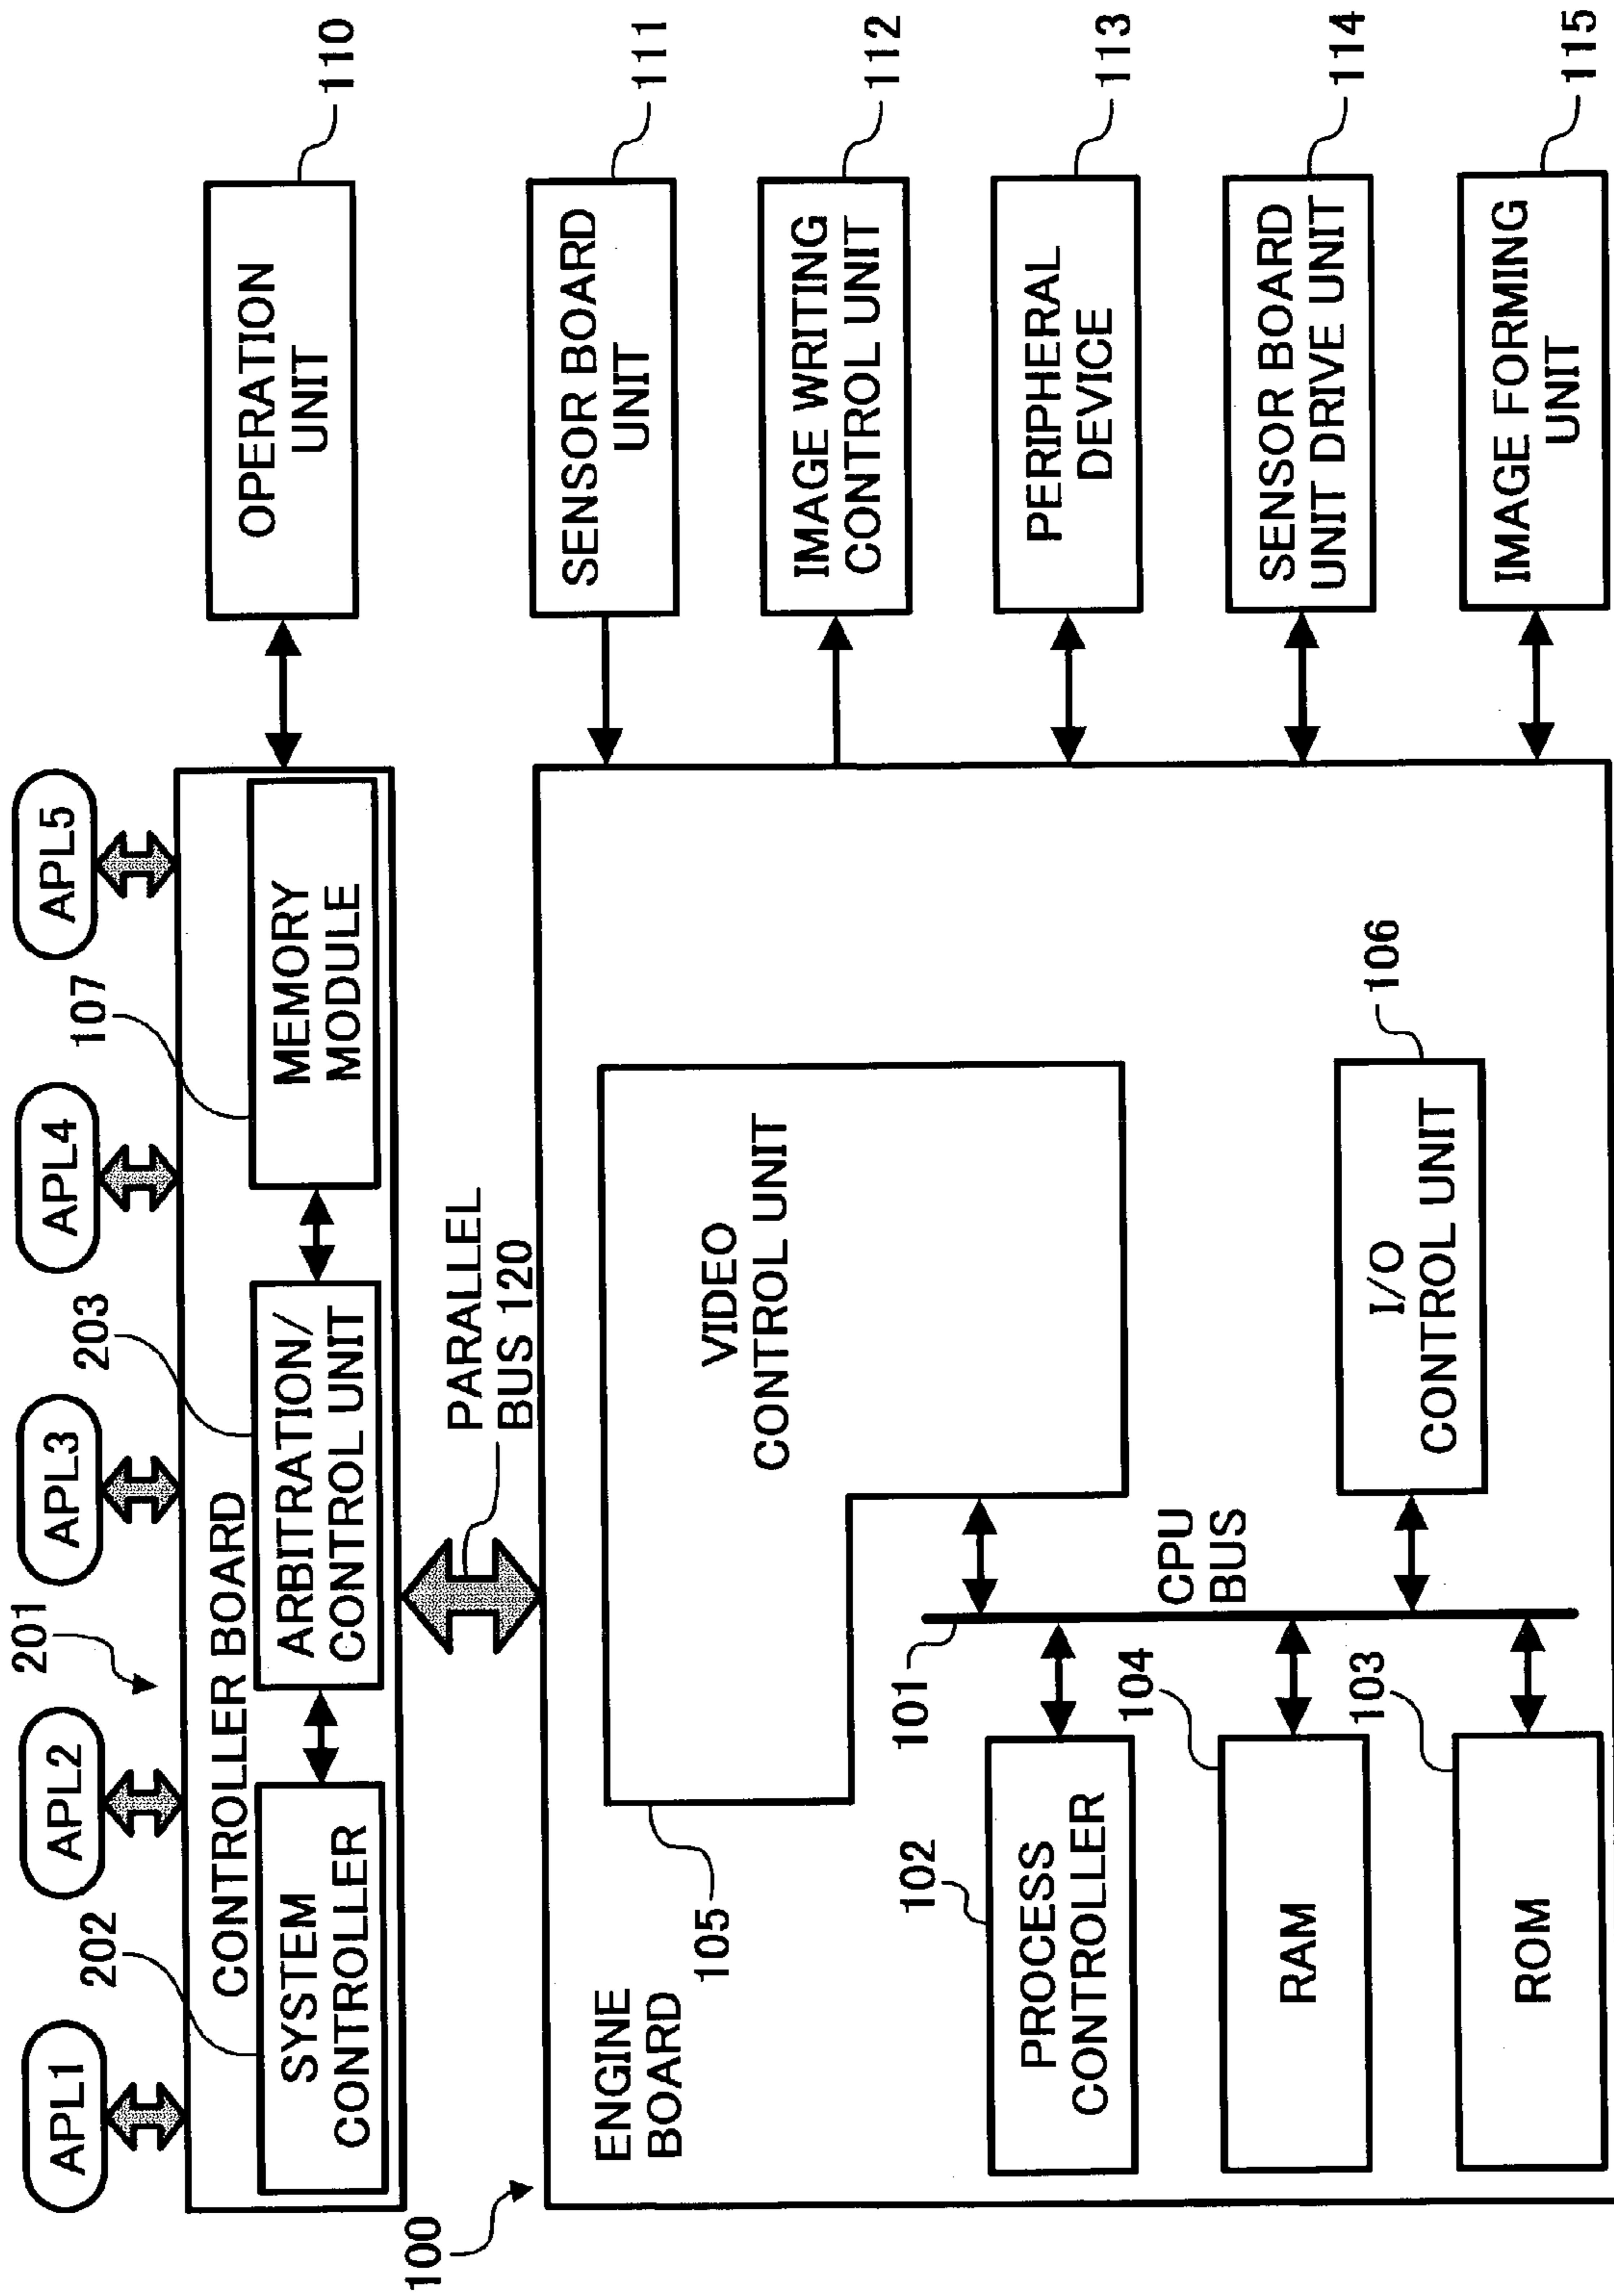 APL1
APL2
APL3
APL4
APL5
202
201
203
107
CONTROLLER BOARD
SYSTEM
CONTROLLER
ARBITRATION/
CONTROL UNIT
MEMORY
MODULE
OPERATION
UNIT
110
PARALLEL
BUS 120
100
ENGINE
BOARD
105
VIDEO
CONTROL UNIT
SENSOR BOARD
UNIT
111
IMAGE WRITING
CONTROL UNIT
112
102
101
PROCESS
CONTROLLER
PERIPHERAL
DEVICE
113
104
CPU
BUS
RAM
106
SENSOR BOARD
UNIT DRIVE UNIT
114
103
I/O
CONTROL UNIT
ROM
IMAGE FORMING
UNIT
115